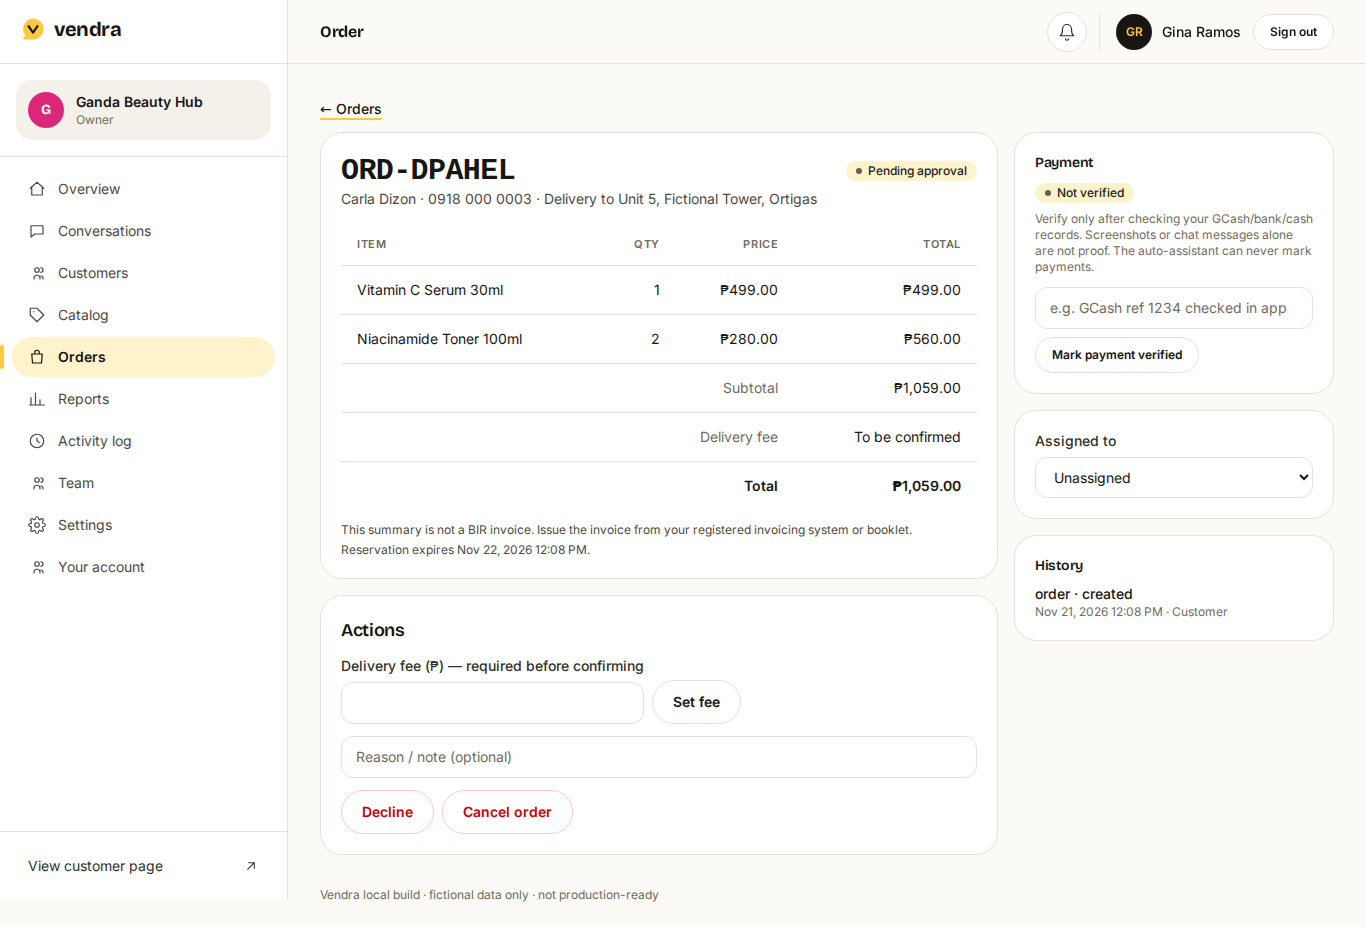 vendra
Ganda Beauty Hub
Owner
Overview
Conversations
Customers
Catalog
Orders
Reports
Activity log
Team
Settings
Your account
View customer page
Order
GR
Gina Ramos
Sign out
← Orders
ORD-DPAHEL
Pending approval
Carla Dizon · 0918 000 0003 · Delivery to Unit 5, Fictional Tower, Ortigas
ITEM QTY PRICE TOTAL
Vitamin C Serum 30ml 1 ₱499.00 ₱499.00
Niacinamide Toner 100ml 2 ₱280.00 ₱560.00
Subtotal ₱1,059.00
Delivery fee To be confirmed
Total ₱1,059.00
This summary is not a BIR invoice. Issue the invoice from your registered invoicing system or booklet.
Reservation expires Nov 22, 2026 12:08 PM.
Actions
Delivery fee (₱) — required before confirming
Set fee
Reason / note (optional)
Decline
Cancel order
Payment
Not verified
Verify only after checking your GCash/bank/cash
records. Screenshots or chat messages alone
are not proof. The auto-assistant can never mark
payments.
e.g. GCash ref 1234 checked in app
Mark payment verified
Assigned to
Unassigned
History
order · created
Nov 21, 2026 12:08 PM · Customer
Vendra local build · fictional data only · not production-ready
G